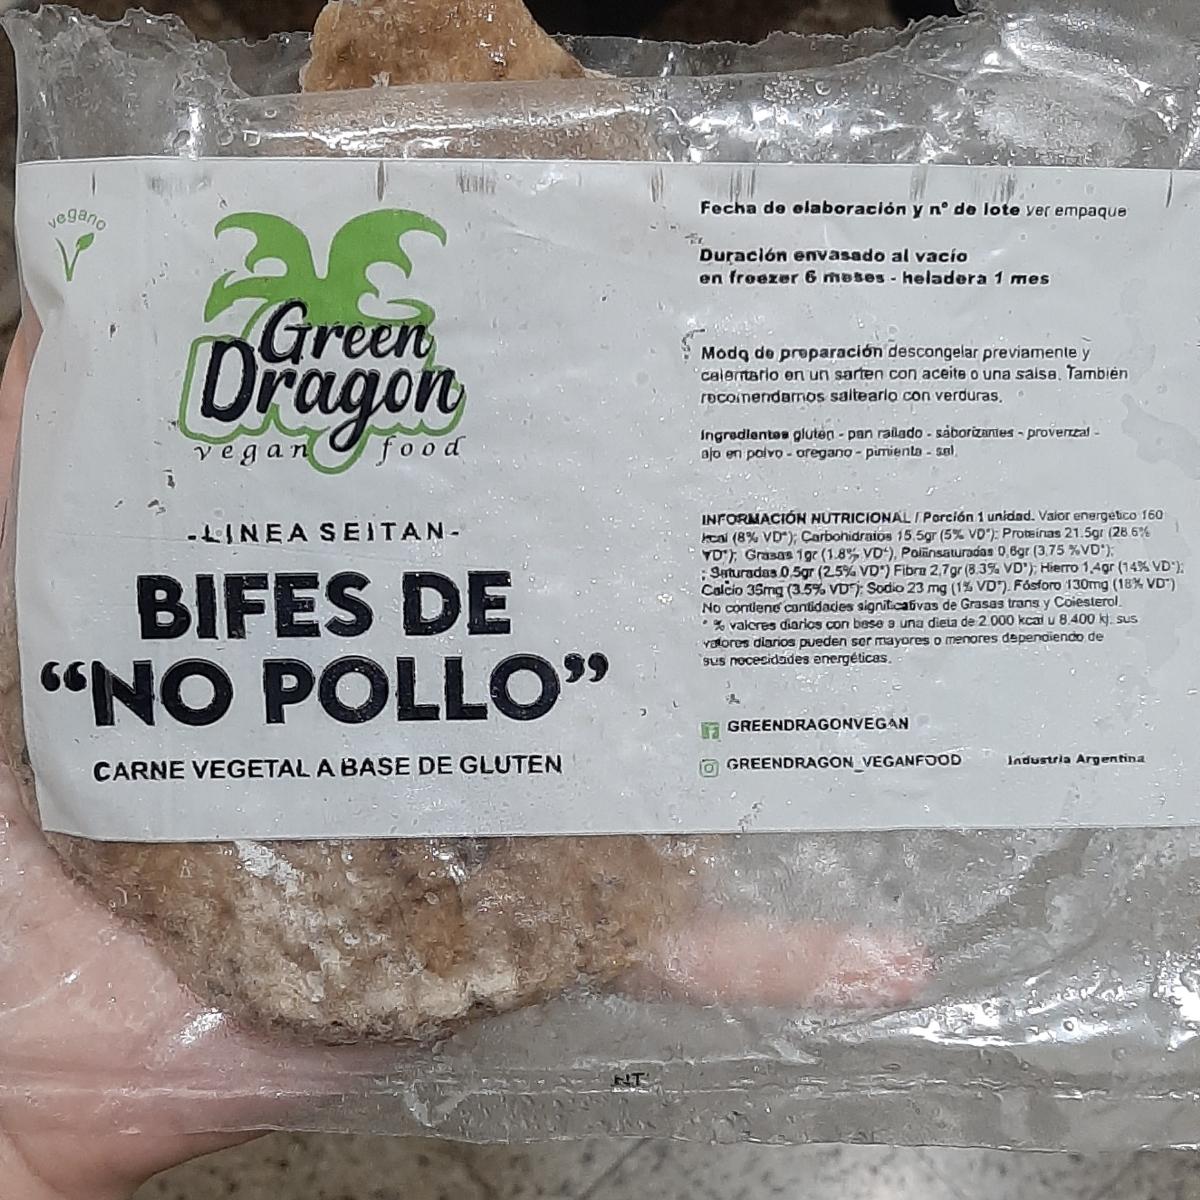 vegano
Green
Dragon
vegan food
-LINEA SEITAN-
BIFES DE
“NO POLLO”
CARNE VEGETAL A BASE DE GLUTEN
Fecha de elaboración y n° de lote ver empaque
Duración envasado al vacío
en freezer 6 meses - heladera 1 mes
Modo de preparación descongelar previamente y
calentarlo en un sarten con aceite o una salsa. También
recomendamos saltearlo con verduras.
Ingredientes gluten - pan rallado - saborizantes - provenzal -
ajo en polvo - oregano - pimienta - sal
INFORMACIÓN NUTRICIONAL / Porción 1 unidad. Valor energético 160
kcal (8% VD*); Carbohidratos 15,5gr (5% VD*); Proteinas 21.5gr (28.6%
VD*); Grasas 1gr (1.8% VD*), Poliinsaturadas 0,6gr (3,75 %VD*);
; Saturadas 0,5gr (2.5% VD*) Fibra 2,7gr (8.3% VD*); Hierro 1,4gr (14% VD*);
Calcio 35mg (3.5% VD*); Sodio 23 mg (1% VD*). Fósforo 130mg (18% VD*)
No contiene cantidades significativas de Grasas trans y Colesterol.
* % valores diarios con base a una dieta de 2.000 kcal u 8.400 kj. sus
valores diarios pueden ser mayores o menores dependiendo de
sus necesidades energéticas.
GREENDRAGONVEGAN
GREENDRAGON_VEGANFOOD Industria Argentina
NT